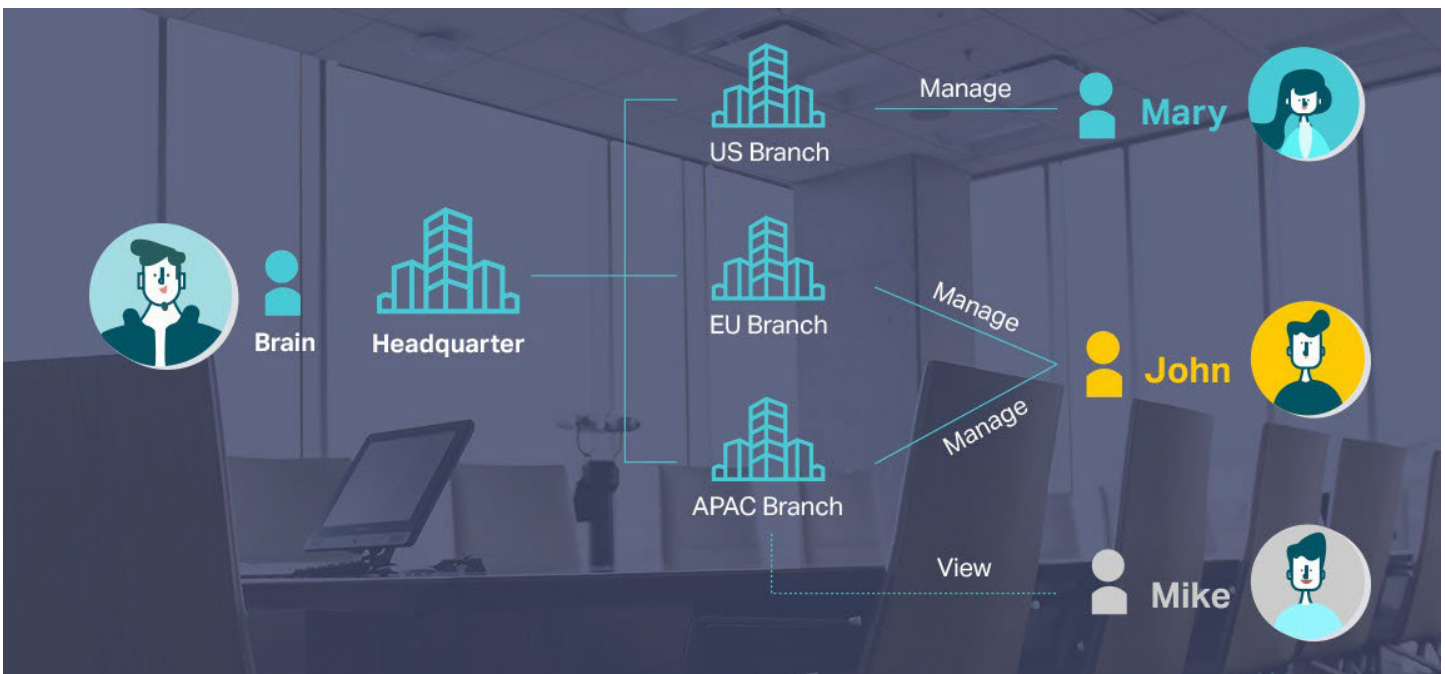 Manage
Mary
US Branch
Manage
EU Branch
Brain
Headquarter
John
Manage
APAC Branch
View
Mike